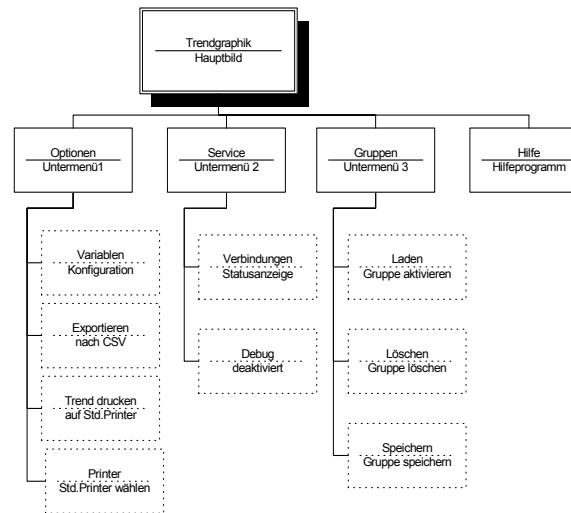 Trendgraphik
Hauptbild
Optionen
Untermenü1
Service
Untermenü 2
Gruppen
Untermenü 3
Hilfe
Hilfeprogramm
Variablen
Konfiguration
Exportieren
nach CSV
Trend drucken
auf Std.Printer
Printer
Std.Printer wählen
Verbindungen
Statusanzeige
Debug
deaktiviert
Laden
Gruppe aktivieren
Löschen
Gruppe löschen
Speichern
Gruppe speichern